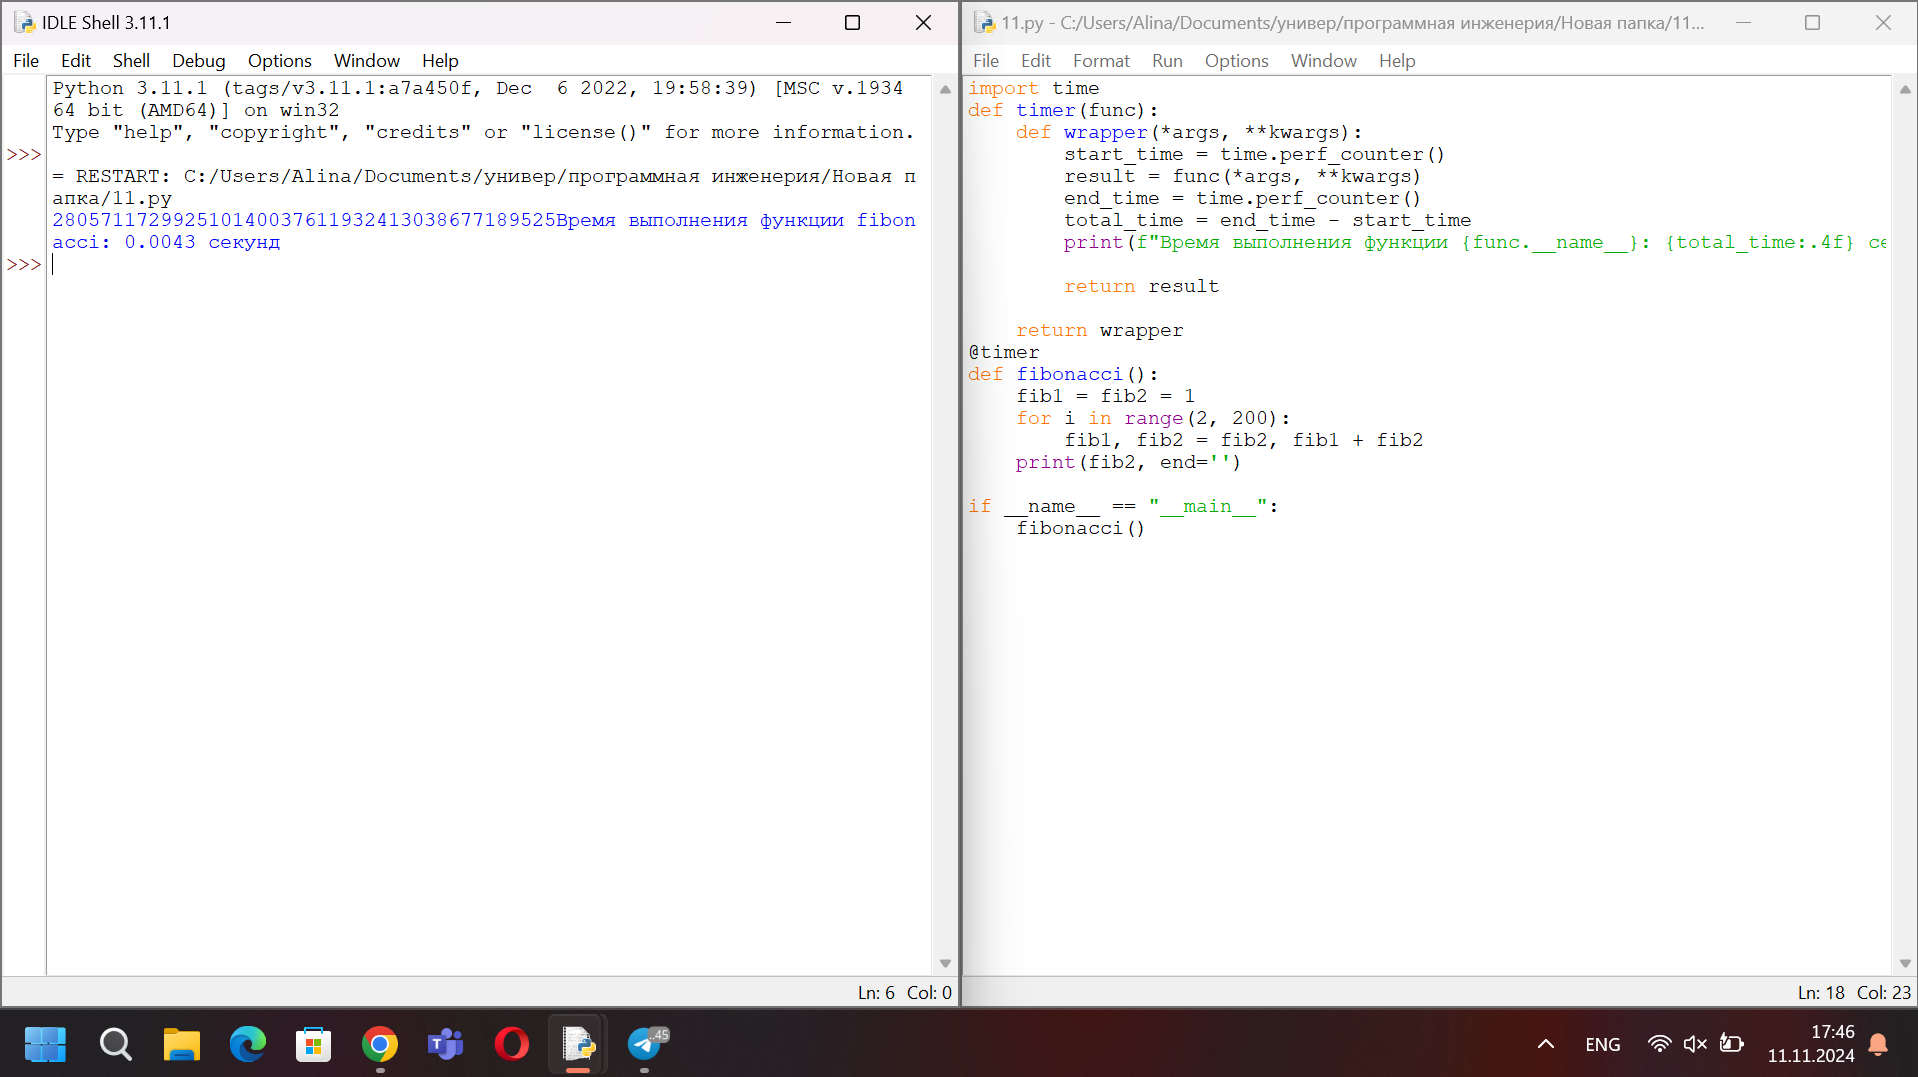 IDLE Shell 3.11.1
File Edit Shell Debug Options Window Help
Python 3.11.1 (tags/v3.11.1:a7a450f, Dec  6 2022, 19:58:39) [MSC v.1934
64 bit (AMD64)] on win32
Type "help", "copyright", "credits" or "license()" for more information.
>>>
= RESTART: C:/Users/Alina/Documents/универ/программная инженерия/Новая п
апка/11.py
280571172992510140037611932413038677189525Время выполнения функции fibon
acci: 0.0043 секунд
>>>
Ln: 6 Col: 0
11.py - C:/Users/Alina/Documents/универ/программная инженерия/Новая папка/11...
File Edit Format Run Options Window Help
import time
def timer(func):
    def wrapper(*args, **kwargs):
        start_time = time.perf_counter()
        result = func(*args, **kwargs)
        end_time = time.perf_counter()
        total_time = end_time - start_time
        print(f"Время выполнения функции {func.__name__}: {total_time:.4f} се
        return result
    return wrapper
@timer
def fibonacci():
    fib1 = fib2 = 1
    for i in range(2, 200):
        fib1, fib2 = fib2, fib1 + fib2
    print(fib2, end='')
if __name__ == "__main__":
    fibonacci()
Ln: 18 Col: 23
45
ENG
17:46
11.11.2024